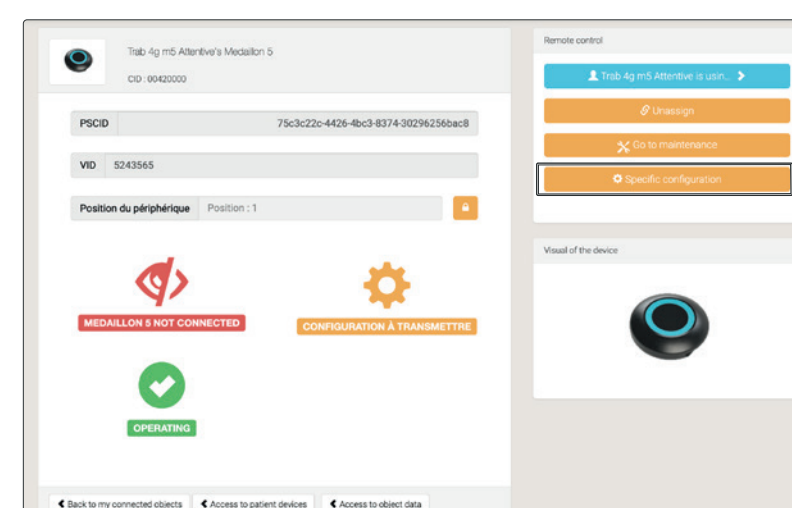 Trab 4g m5 Attentive's Medaillon 5
CID : 00420000
PSCID 75c3c22c-4426-4bc3-8374-30296256bac8
VID 5243565
Position du périphérique Position : 1
MEDAILLON 5 NOT CONNECTED
CONFIGURATION À TRANSMETTRE
OPERATING
Back to my connected objects
Access to patient devices
Access to object data
Remote control
Trab 4g m5 Attentive is usin...
Unassign
Go to maintenance
Specific configuration
Visual of the device